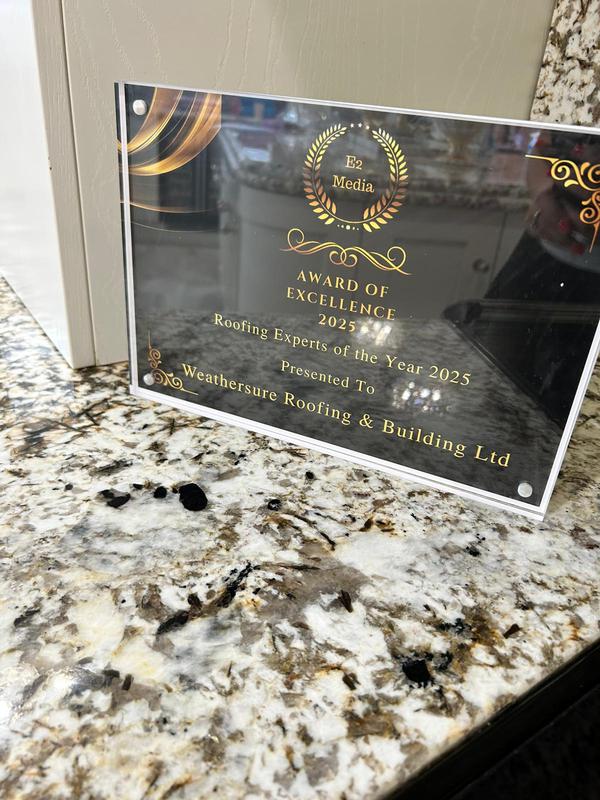 E2
Media
AWARD OF
EXCELLENCE
2025
Roofing Experts of the Year 2025
Presented To
Weathersure Roofing & Building Ltd